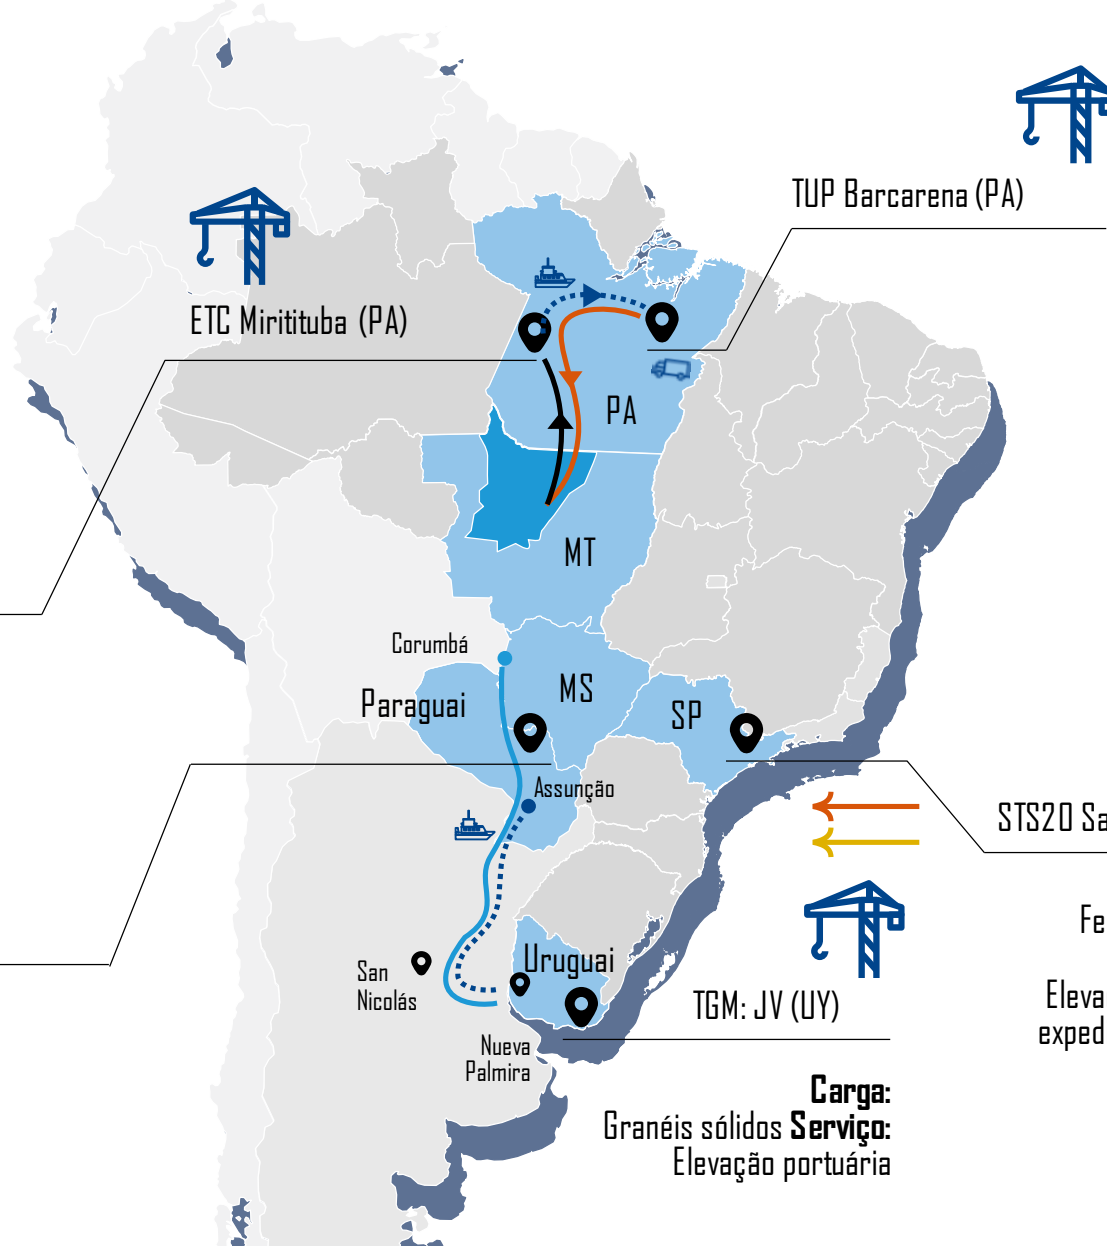 TUP Barcarena (PA)
ETC Miritituba (PA)
PA
MT
Corumbá
MS
Paraguai
SP
Assunção
STS20 Sa
Fe
Uruguai
San
Nicolás
Eleva
TGM: JV (UY)
exped
Nueva
Palmira
Carga:
Granéis sólidos Serviço:
Elevação portuária